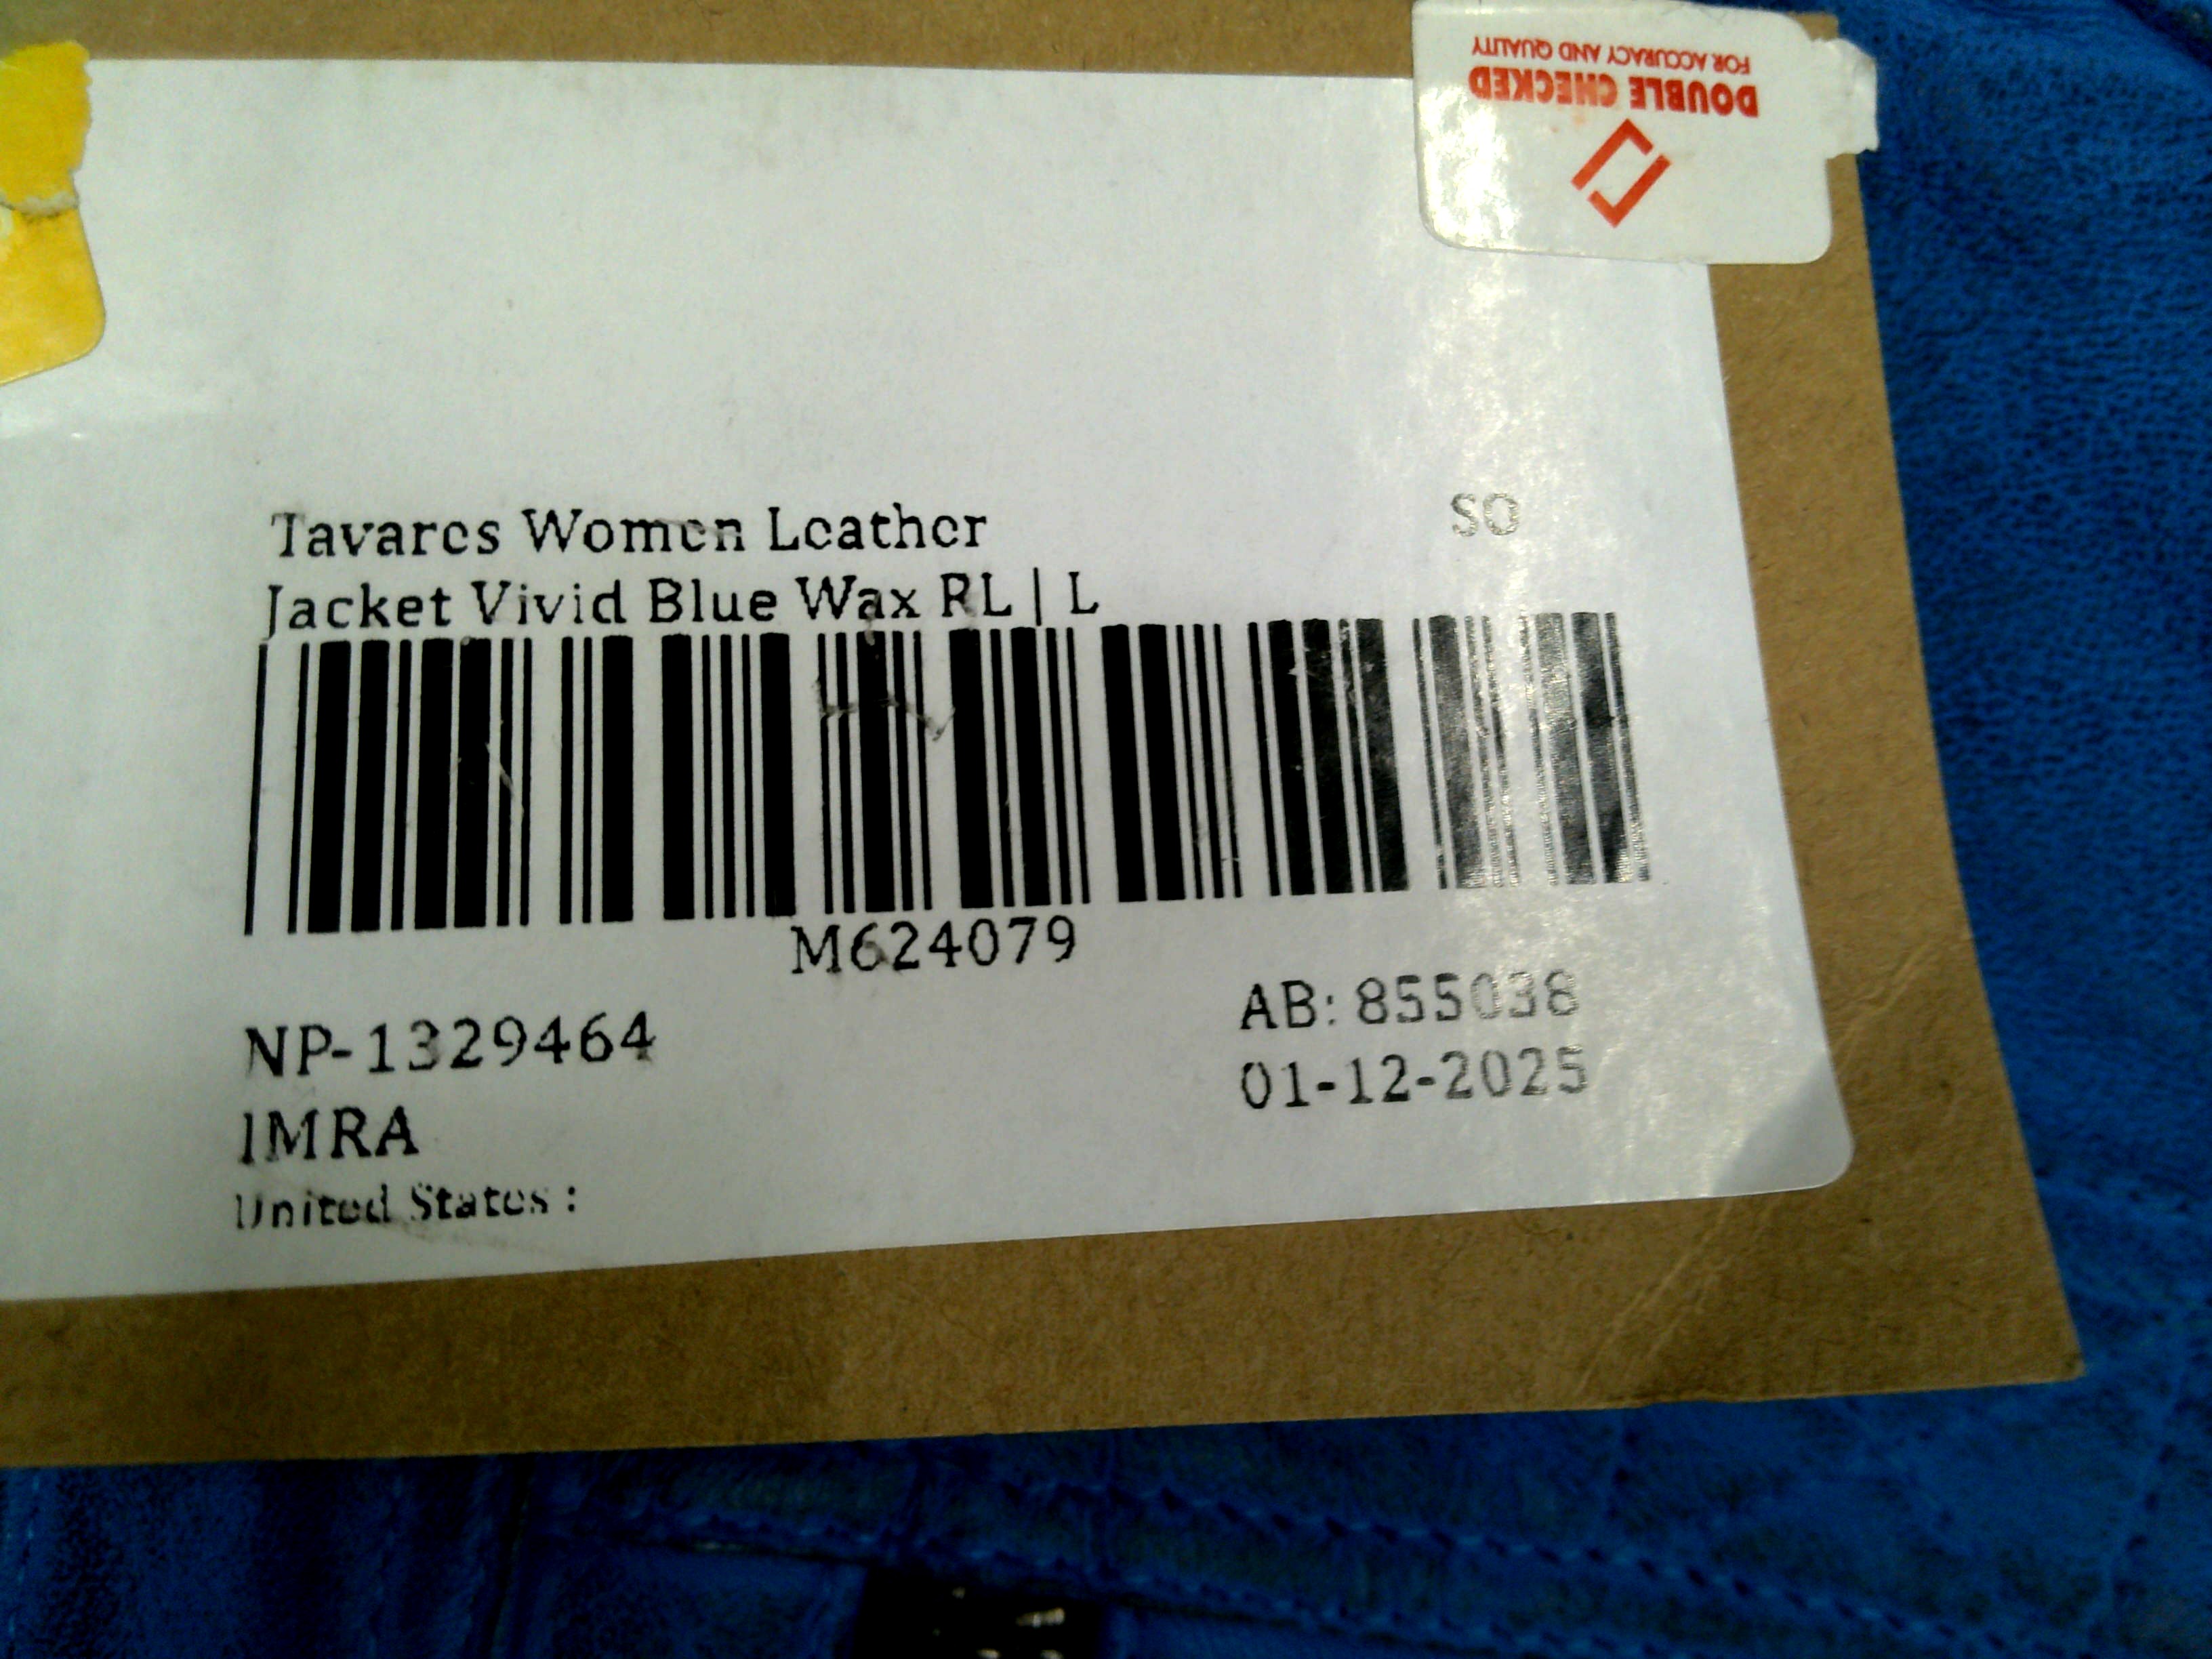 DOUBLE CHECKED
FOR ACCURACY AND QUALITY
SO
Tavares Women Leather
Jacket Vivid Blue Wax RL | L
M624079
NP-1329464
AB: 855038
IMRA
01-12-2025
United States :